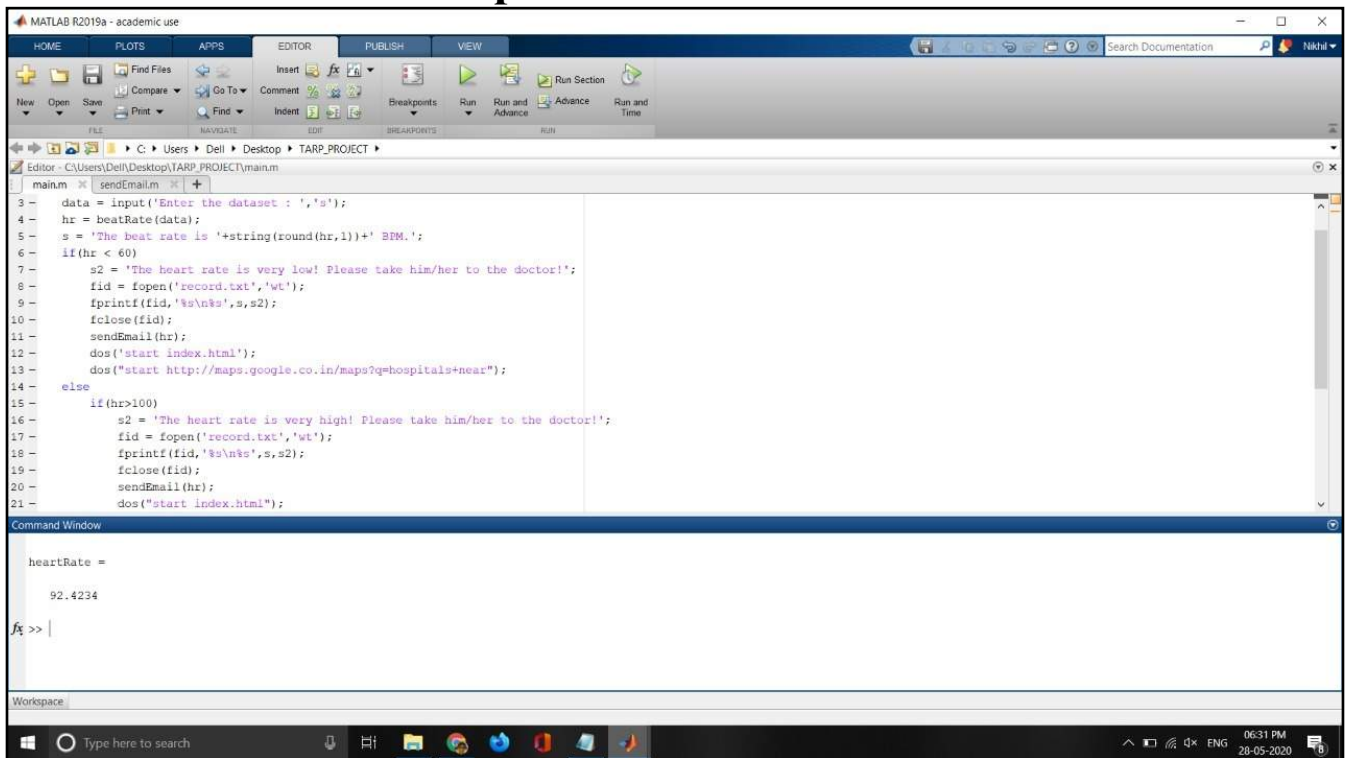 MATLAB R2019a - academic use
HOME PLOTS APPS EDITOR PUBLISH VIEW Search Documentation Nikhil
Find Files Insert fx
Compare Go To Comment % Run Section
New Open Save Print Find Indent Breakpoints Run Run and Advance Advance Run and Time
FILE NAVIGATE EDIT BREAKPOINTS RUN
C: Users Dell Desktop TARP_PROJECT
Editor - C:\Users\Dell\Desktop\TARP_PROJECT\main.m
main.m sendEmail.m +
3 - data = input('Enter the dataset : ','s');
4 - hr = beatRate(data);
5 - s = 'The beat rate is '+string(round(hr,1))+' BPM.';
6 - if(hr < 60)
7 - s2 = 'The heart rate is very low! Please take him/her to the doctor!';
8 - fid = fopen('record.txt','wt');
9 - fprintf(fid,'%s\n%s',s,s2);
10 - fclose(fid);
11 - sendEmail(hr);
12 - dos('start index.html');
13 - dos("start http://maps.google.co.in/maps?q=hospitals+near");
14 - else
15 - if(hr>100)
16 - s2 = 'The heart rate is very high! Please take him/her to the doctor!';
17 - fid = fopen('record.txt','wt');
18 - fprintf(fid,'%s\n%s',s,s2);
19 - fclose(fid);
20 - sendEmail(hr);
21 - dos("start index.html");
Command Window
heartRate =
92.4234
fx >>
Workspace
Type here to search ENG 06:31 PM
28-05-2020